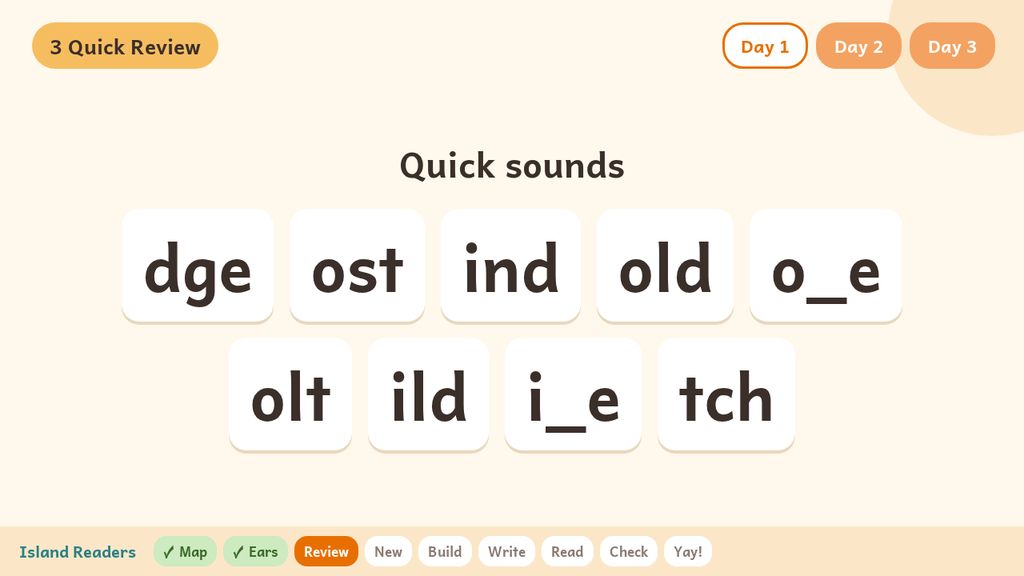 3 Quick Review
Day 1 Day 2 Day 3
Quick sounds
dge ost ind old o_e
olt ild i_e tch
Island Readers ✓ Map ✓ Ears Review New Build Write Read Check Yay!